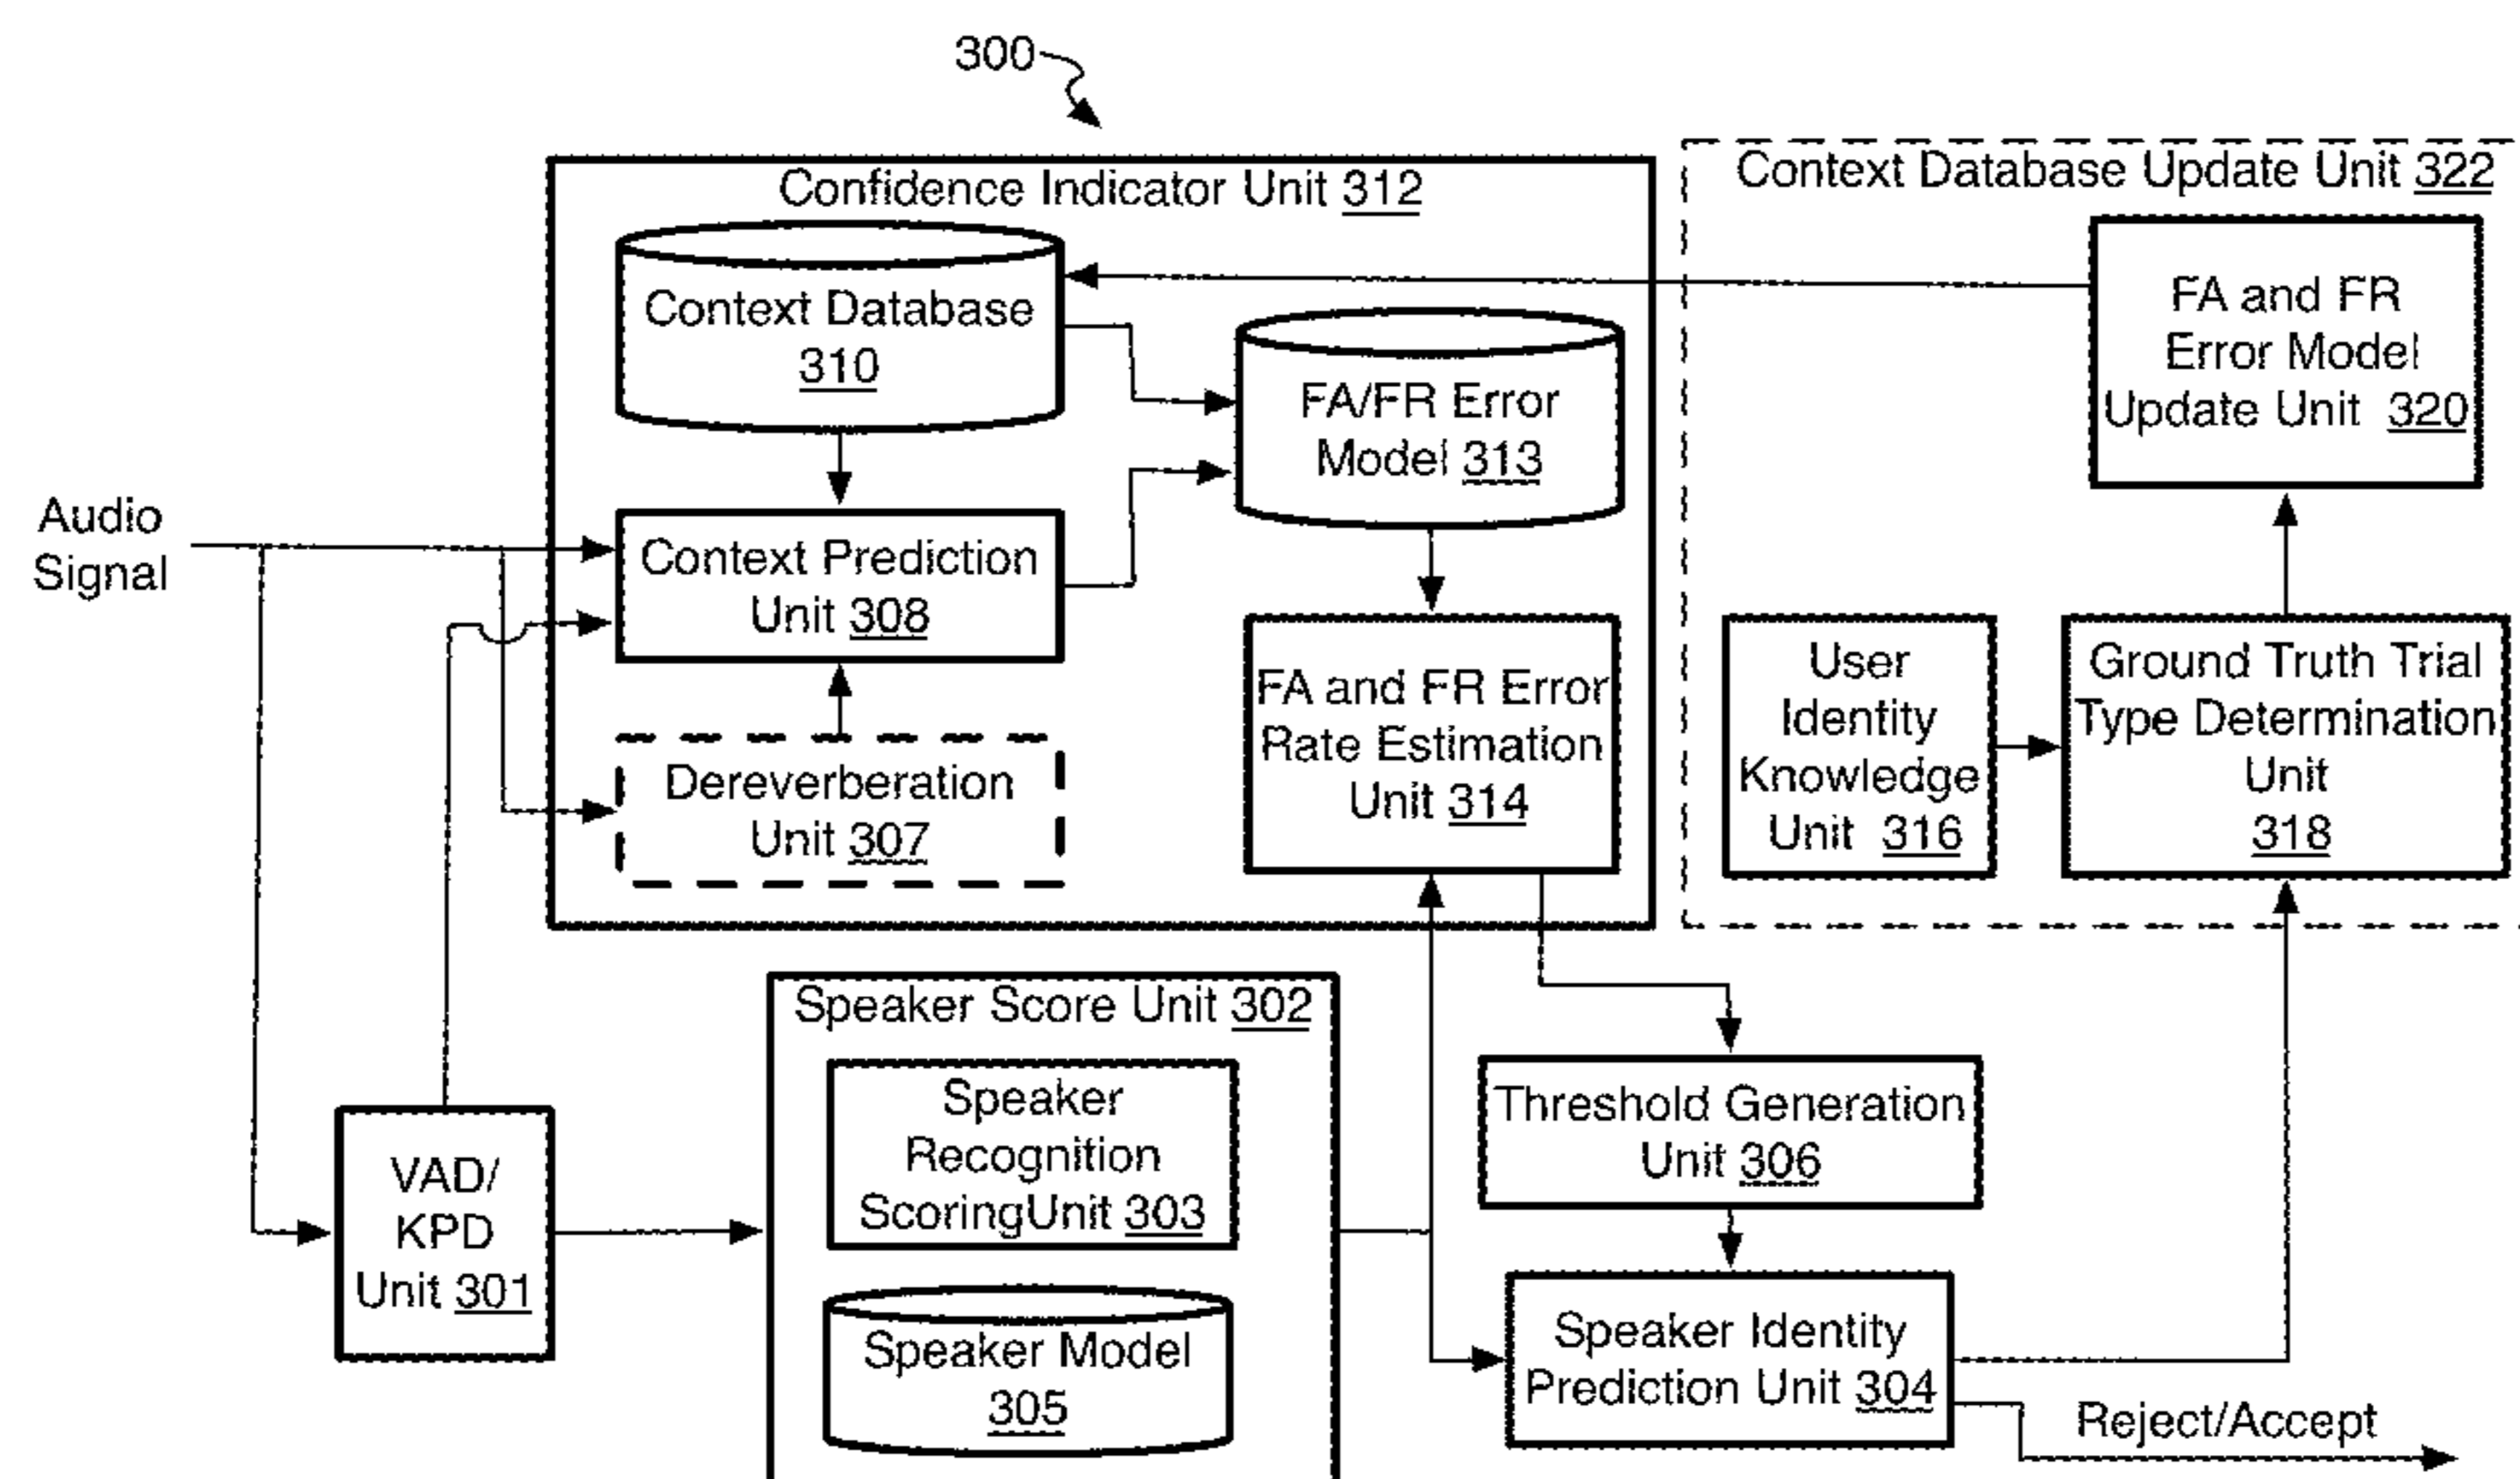 300
Confidence Indicator Unit 312
Context Database
310
FA/FR Error
Model 313
Audio
Signal
Context Prediction
Unit 308
FA and FR Error
Rate Estimation
Unit 314
Dereverberation
Unit 307
Context Database Update Unit 322
FA and FR
Error Model
Update Unit 320
User
Identity
Knowledge
Unit 316
Ground Truth Trial
Type Determination
Unit
318
VAD/
KPD
Unit 301
Speaker Score Unit 302
Speaker
Recognition
ScoringUnit 303
Speaker Model
305
Threshold Generation
Unit 306
Speaker Identity
Prediction Unit 304
Reject/Accept